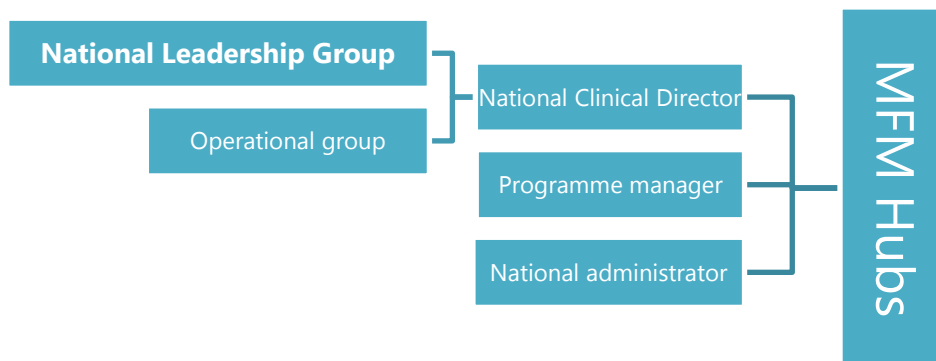 National Leadership Group
Operational group
National Clinical Director
Programme manager
National administrator
MFM Hubs